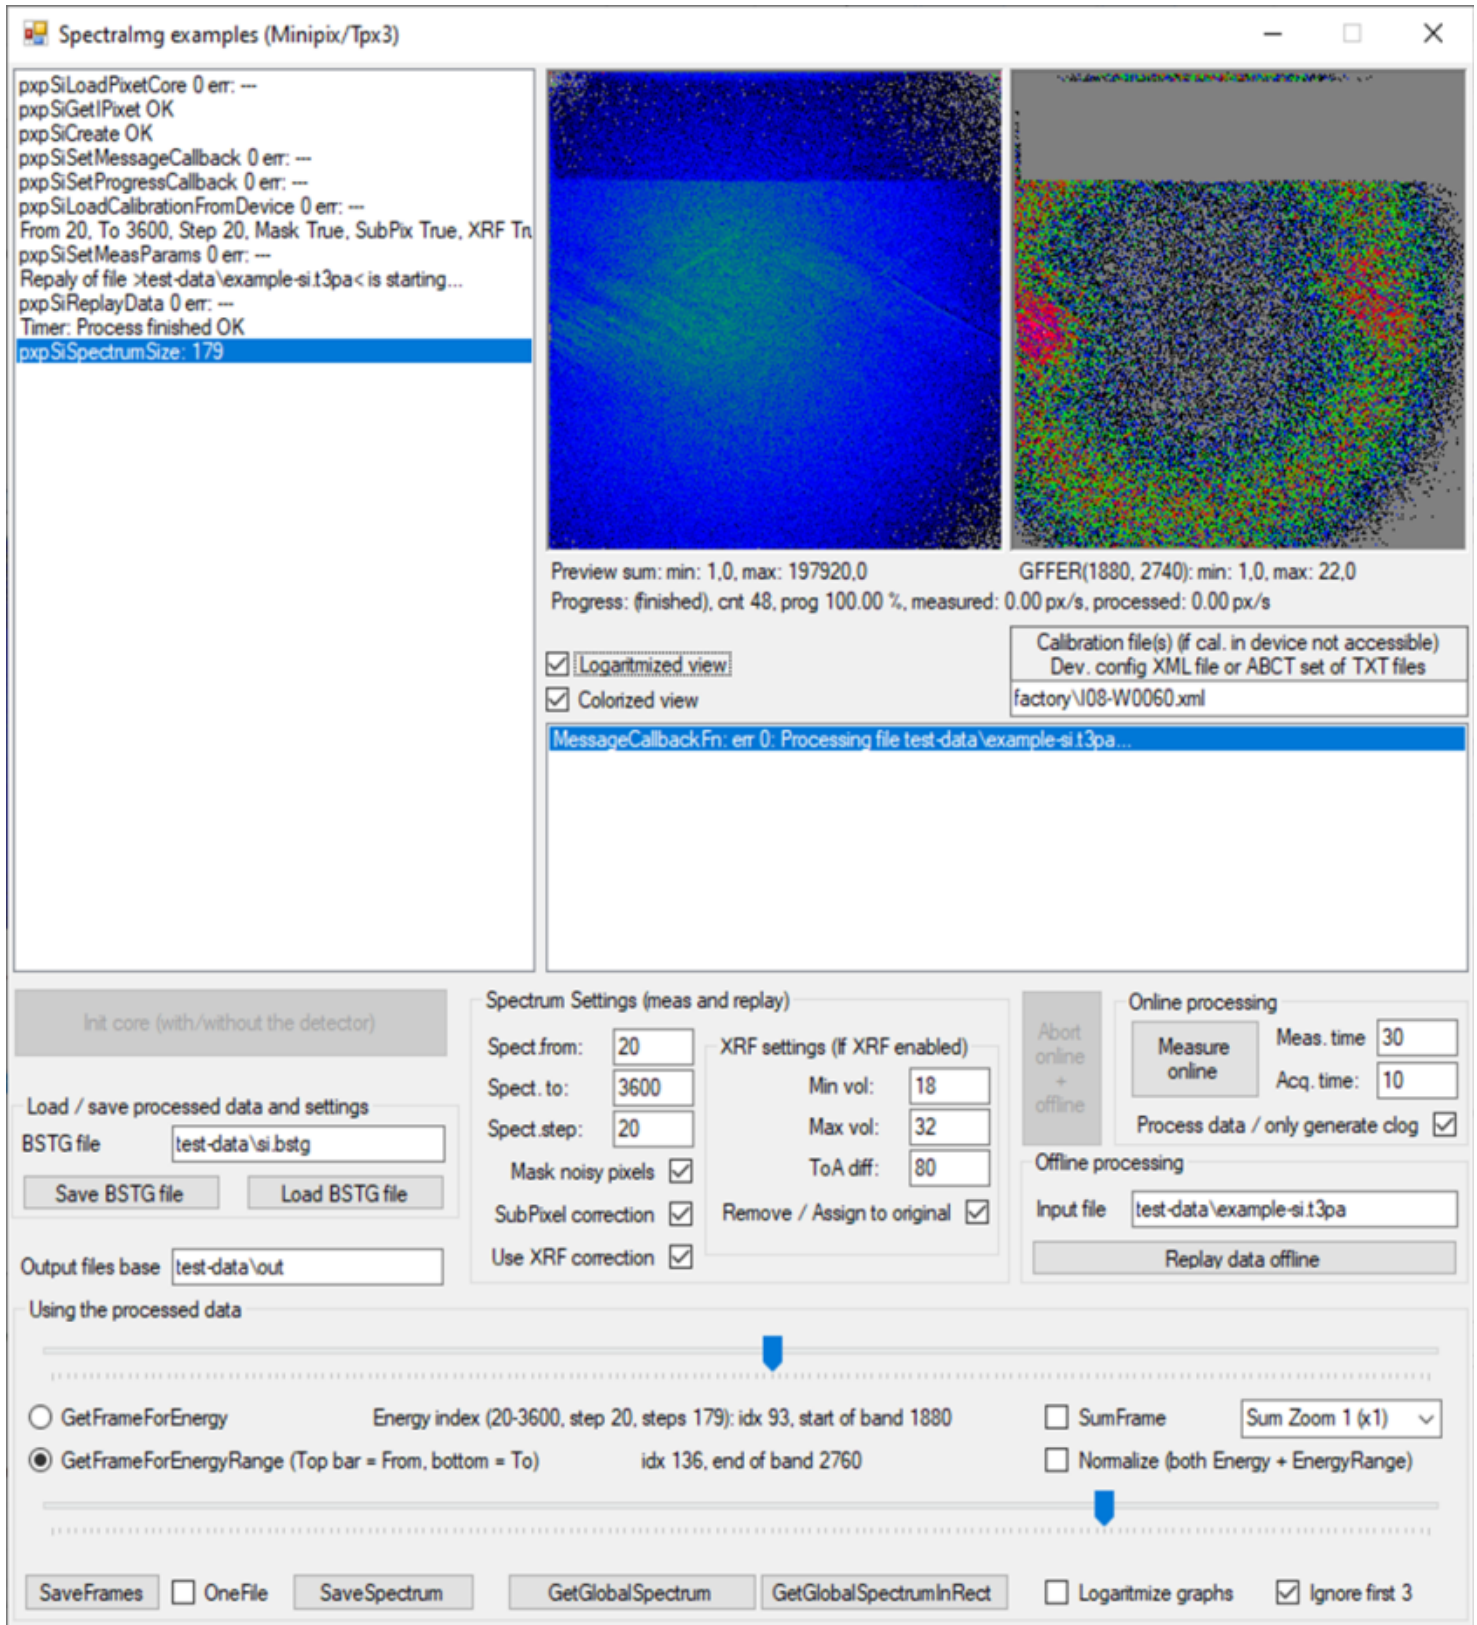 SpectraImg examples (Minipix/Tpx3)
pxpSiLoadPixetCore 0 err: ---
pxpSiGetIPixet OK
pxpSiCreate OK
pxpSiSetMessageCallback 0 err: ---
pxpSiSetProgressCallback 0 err: ---
pxpSiLoadCalibrationFromDevice 0 err: ---
From 20, To 3600, Step 20, Mask True, SubPix True, XRF Tru
pxpSiSetMeasParams 0 err: ---
Repaly of file >test-data\example-si.t3pa< is starting...
pxpSiReplayData 0 err: ---
Timer: Process finished OK
pxpSiSpectrumSize: 179
Preview sum: min: 1,0, max: 197920,0
GFFER(1880, 2740): min: 1,0, max: 22,0
Progress: (finished), cnt 48, prog 100.00 %, measured: 0.00 px/s, processed: 0.00 px/s
Logaritmized view
Colorized view
Calibration file(s) (if cal. in device not accessible)
Dev. config XML file or ABCT set of TXT files
factory\I08-W0060.xml
MessageCallbackFn: err 0: Processing file test-data\example-si.t3pa...
Init core (with/without the detector)
Load / save processed data and settings
BSTG file
test-data\si.bstg
Save BSTG file
Load BSTG file
Output files base
test-data\out
Spectrum Settings (meas and replay)
Spect.from:
20
Spect. to:
3600
Spect.step:
20
Mask noisy pixels
SubPixel correction
Use XRF correction
XRF settings (If XRF enabled)
Min vol:
18
Max vol:
32
ToA diff:
80
Remove / Assign to original
Abort
online
+
offline
Online processing
Measure
online
Meas. time
30
Acq. time:
10
Process data / only generate clog
Offline processing
Input file
test-data\example-si.t3pa
Replay data offline
Using the processed data
GetFrameForEnergy
Energy index (20-3600, step 20, steps 179): idx 93, start of band 1880
SumFrame
Sum Zoom 1 (x1)
GetFrameForEnergyRange (Top bar = From, bottom = To)
idx 136, end of band 2760
Normalize (both Energy + EnergyRange)
SaveFrames
OneFile
SaveSpectrum
GetGlobalSpectrum
GetGlobalSpectrumInRect
Logaritmize graphs
Ignore first 3